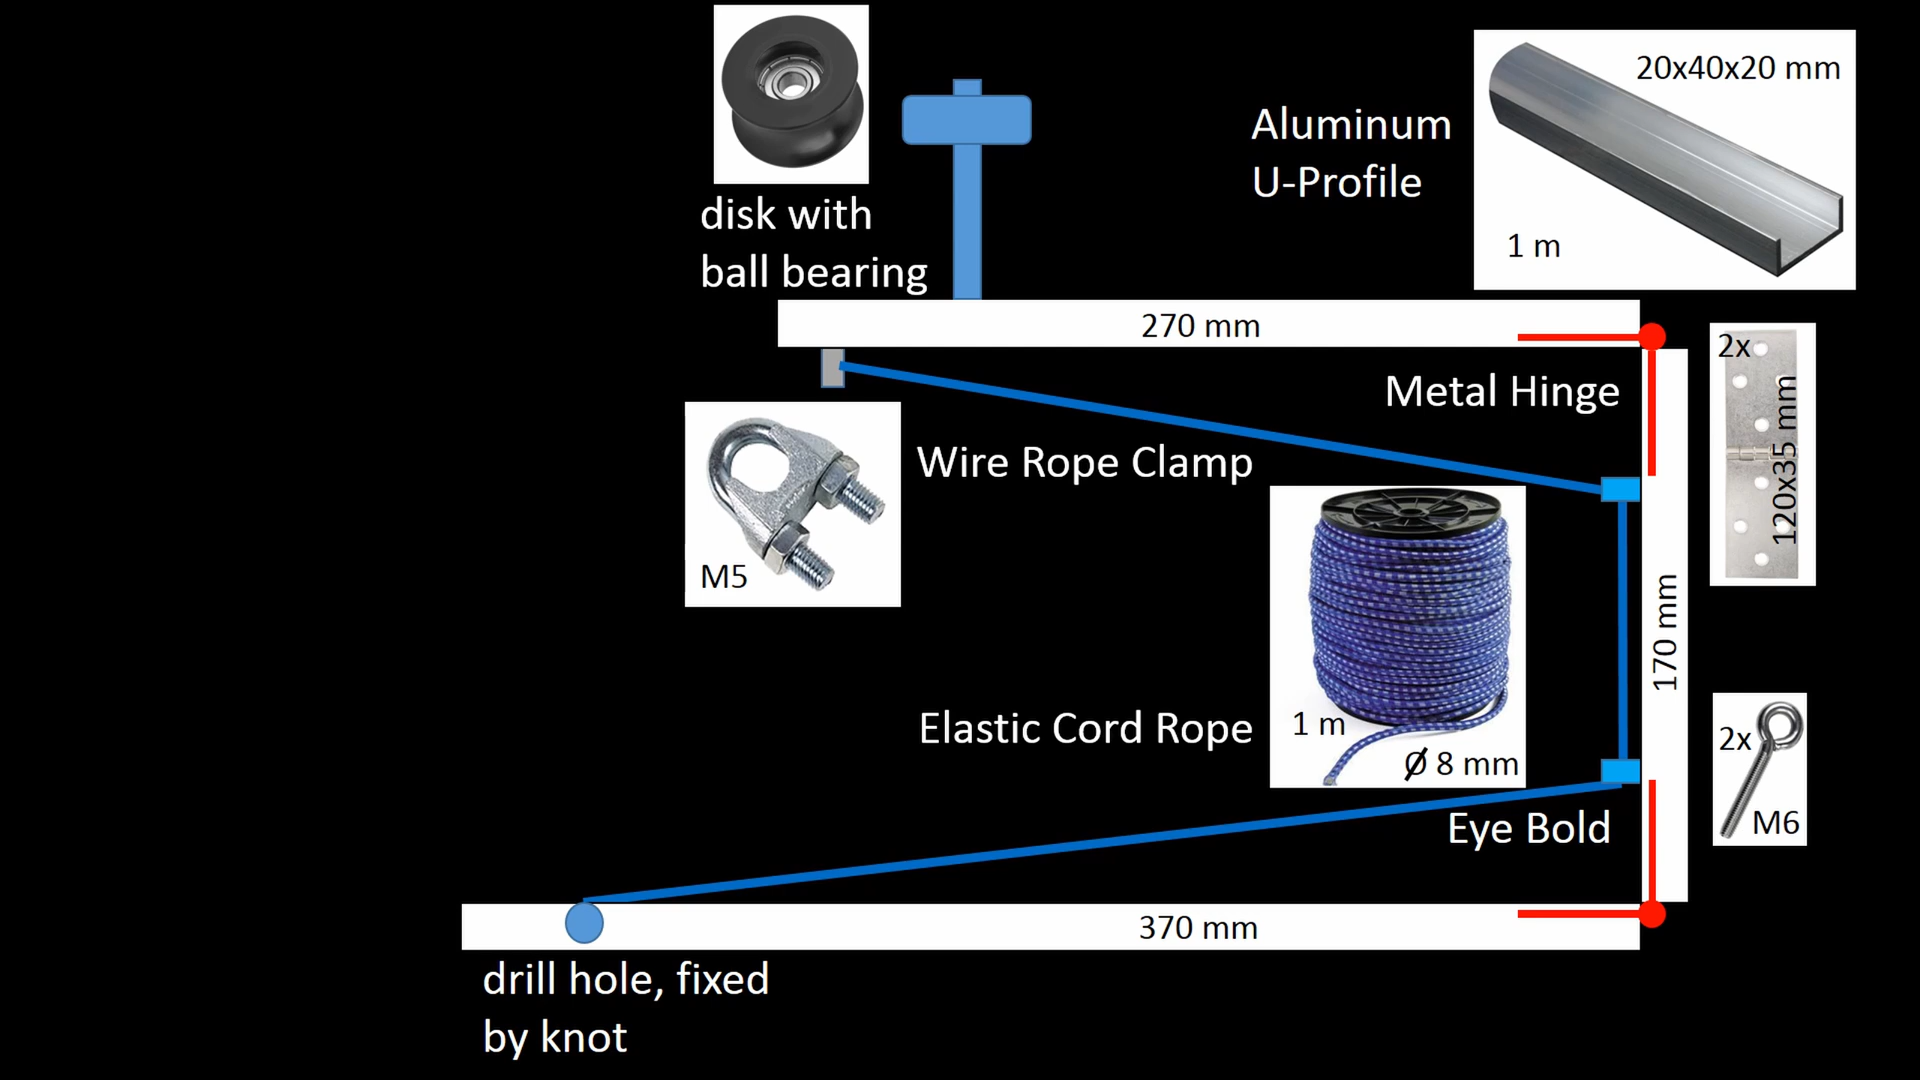 20x40x20 mm
Aluminum
U-Profile
1 m
disk with
ball bearing
270 mm
2x
120x35 mm
Metal Hinge
Wire Rope Clamp
M5
170 mm
Elastic Cord Rope
1 m
Ø 8 mm
2x
M6
Eye Bold
370 mm
drill hole, fixed
by knot